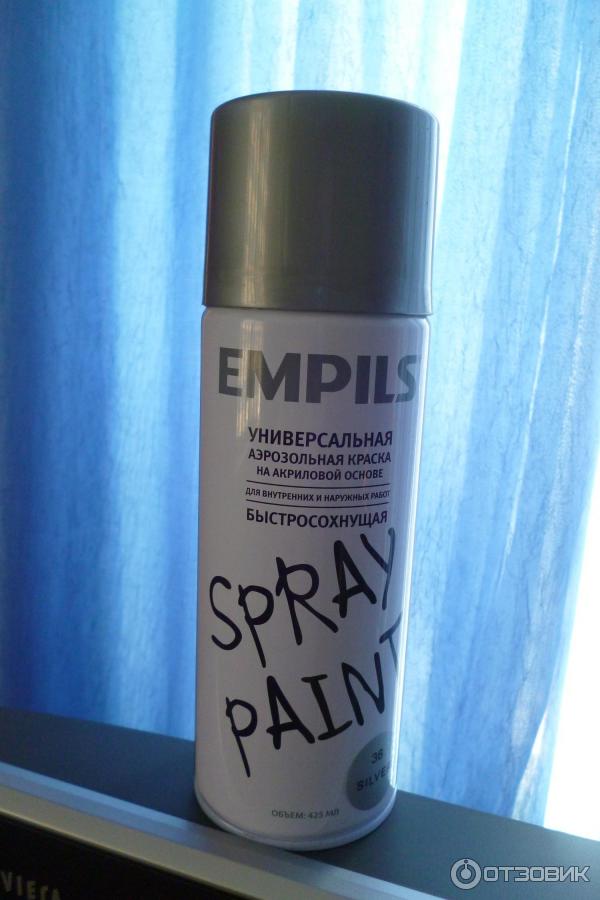 EMPILS
УНИВЕРСАЛЬНАЯ
АЭРОЗОЛЬНАЯ КРАСКА
НА АКРИЛОВОЙ ОСНОВЕ
ДЛЯ ВНУТРЕННИХ И НАРУЖНЫХ РАБОТ
БЫСТРОСОХНУЩАЯ
SPRAY
PAINT
36
SILVER
ОБЪЕМ: 425 МЛ
ОТЗОВИК